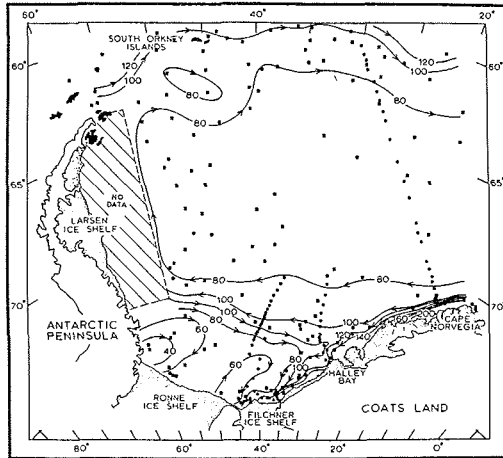 60°
40°
20°
SOUTH ORKNEY
ISLANDS
60°
120
100
80
80
120
100
80
60°
65°
NO
DATA
LARSEN
ICE SHELF
65°
80
80
100
100
70°
80
60
40
ANTARCTIC
PENINSULA
100
120
140
160
200
CAPE
NORVEGIA
70°
80
100
60
HALLEY
BAY
RONNE
ICE SHELF
FILCHNER
ICE SHELF
COATS LAND
80°
60°
40°
20°
0°
20°